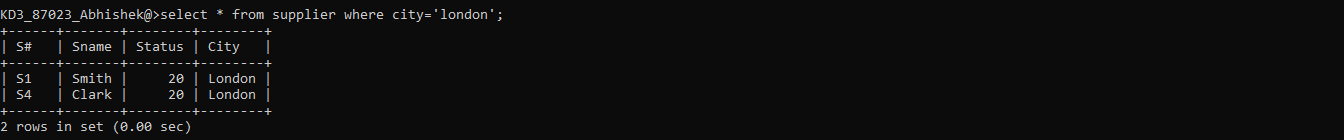 KD3_87023_Abhishek@>select * from supplier where city='london';
+------+-------+--------+--------+
| S#   | Sname | Status | City   |
+------+-------+--------+--------+
| S1   | Smith |     20 | London |
| S4   | Clark |     20 | London |
+------+-------+--------+--------+
2 rows in set (0.00 sec)